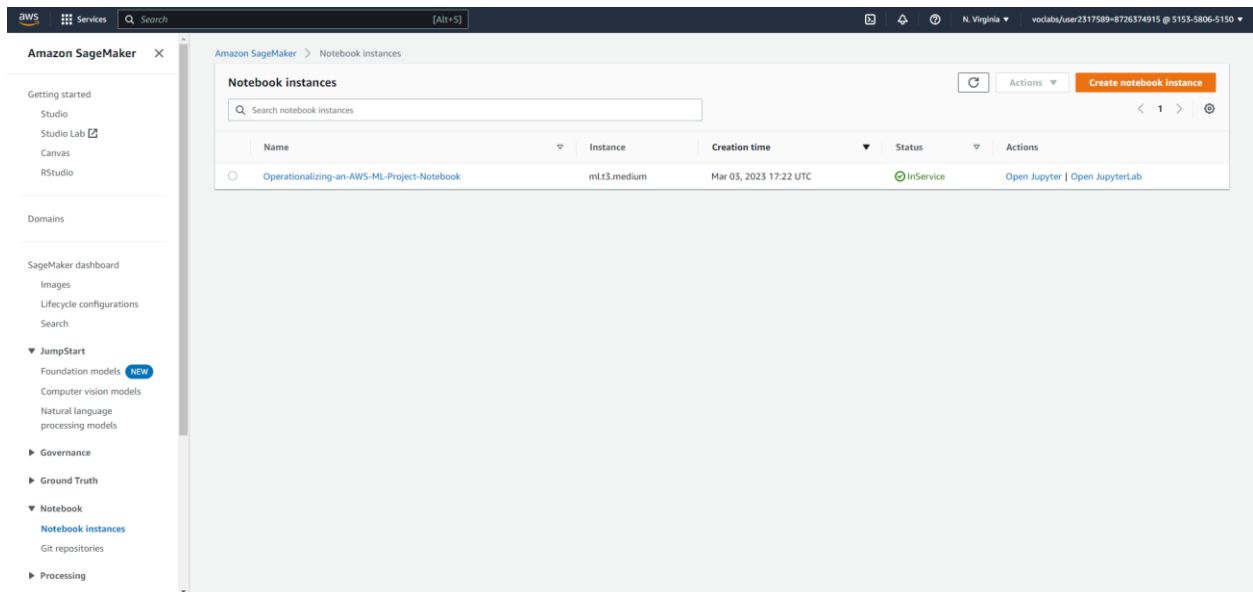 aws Services Search [Alt+S] N. Virginia voclabs/user2317589=8726374915 @ 5153-5806-5150
Amazon SageMaker
Getting started
Studio
Studio Lab
Canvas
RStudio
Domains
SageMaker dashboard
Images
Lifecycle configurations
Search
JumpStart
Foundation models NEW
Computer vision models
Natural language
processing models
Governance
Ground Truth
Notebook
Notebook instances
Git repositories
Processing
Amazon SageMaker > Notebook instances
Notebook instances Actions Create notebook instance
Search notebook instances < 1 >
Name Instance Creation time Status Actions
Operationalizing-an-AWS-ML-Project-Notebook ml.t3.medium Mar 03, 2023 17:22 UTC InService Open Jupyter | Open JupyterLab